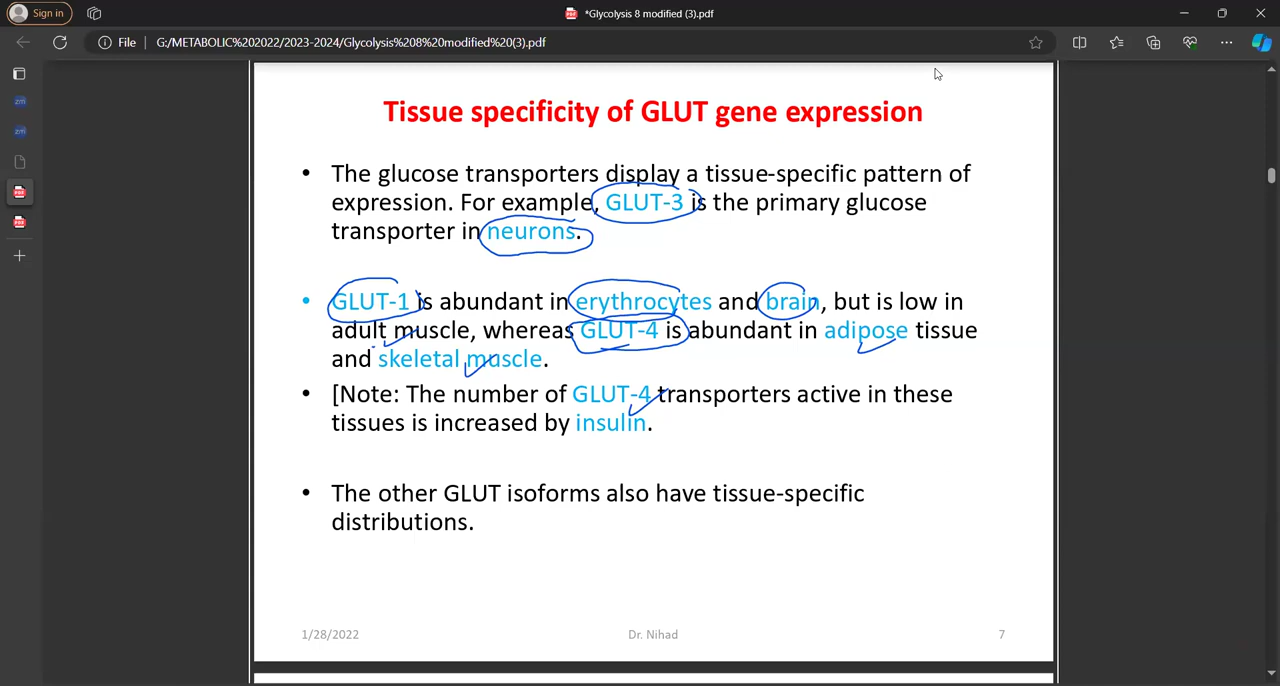 Sign in
*Glycolysis 8 modified (3).pdf
File
G:/METABOLIC%202022/2023-2024/Glycolysis%208%20modified%20(3).pdf
Tissue specificity of GLUT gene expression
• The glucose transporters display a tissue-specific pattern of
expression. For example, GLUT-3 is the primary glucose
transporter in neurons.
• GLUT-1 is abundant in erythrocytes and brain, but is low in
adult muscle, whereas GLUT-4 is abundant in adipose tissue
and skeletal muscle.
• [Note: The number of GLUT-4 transporters active in these
tissues is increased by insulin.
• The other GLUT isoforms also have tissue-specific
distributions.
1/28/2022
Dr. Nihad
7